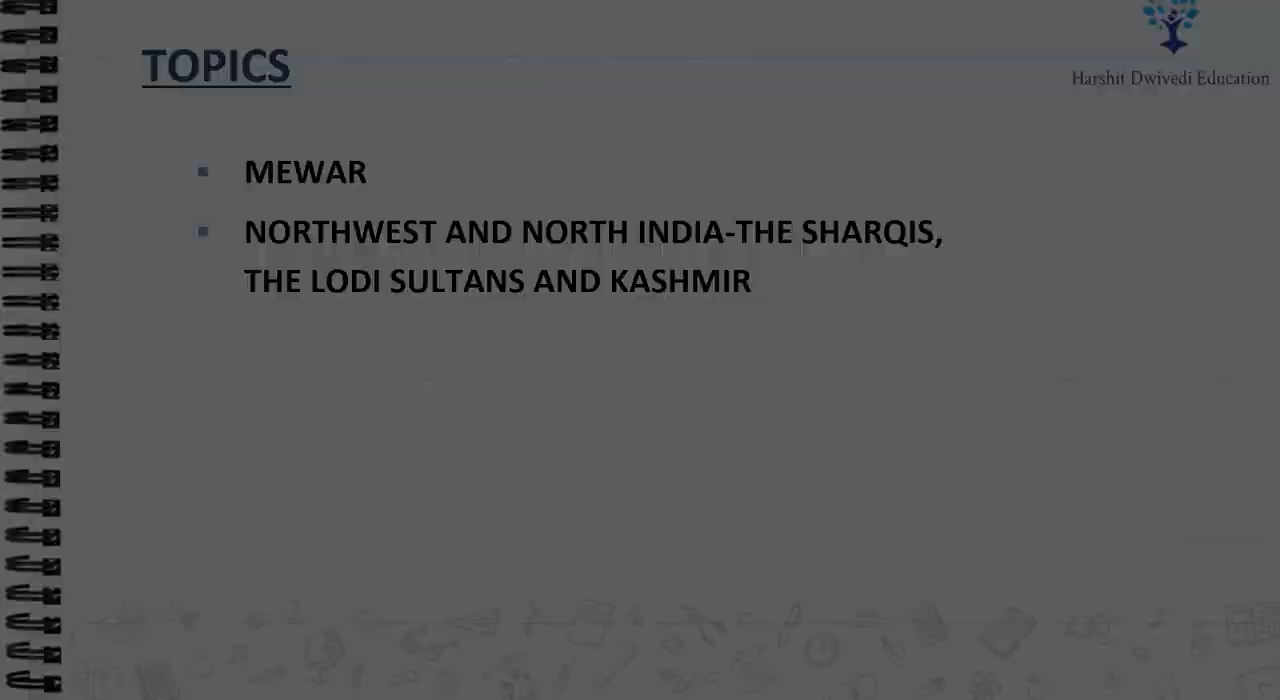 TOPICS
Harshit Dwivedi Education
▪ MEWAR
▪ NORTHWEST AND NORTH INDIA-THE SHARQIS,
THE LODI SULTANS AND KASHMIR